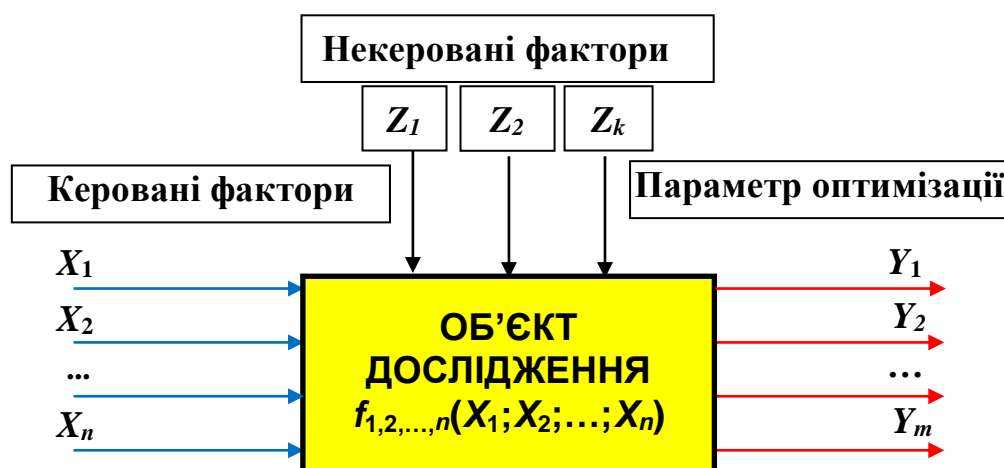 Некеровані фактори
Z1 Z2 Zk
Керовані фактори
Параметр оптимізації
X1
X2
...
Xn
ОБ’ЄКТ
ДОСЛІДЖЕННЯ
f1,2,…,n(X1;X2;…;Xn)
Y1
Y2
…
Ym